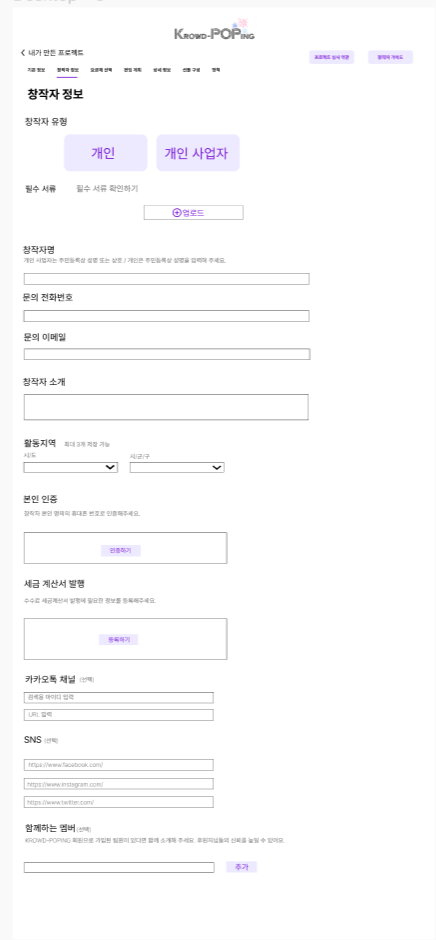 KROWD-POPING
< 내가 만든 프로젝트
프로젝트 심사 약관
기본 정보 창작자 정보 요금제 선택 펀딩 계획 상세 정보 선물 구성 정책
창작자 정보
창작자 유형
개인 개인 사업자
필수 서류 필수 서류 확인하기
업로드
창작자명
개인 사업자는 주민등록상 성명 또는 상호 / 개인은 주민등록상 성명을 입력해 주세요.
문의 전화번호
문의 이메일
창작자 소개
활동지역 최대 3개 저장 가능
시/도 시/군/구
본인 인증
창작자 본인 명의의 휴대폰 번호로 인증해주세요.
인증하기
세금 계산서 발행
수수료 세금계산서 발행에 필요한 정보를 등록해주세요.
등록하기
카카오톡 채널 (선택)
검색용 아이디 입력
URL 입력
SNS (선택)
https://www.facebook.com/
https://www.instagram.com/
https://www.twitter.com/
함께하는 멤버 (선택)
KROWD-POPING 회원으로 가입된 팀원이 있다면 함께 소개해 주세요. 후원자님들의 신뢰를 높일 수 있어요.
추가